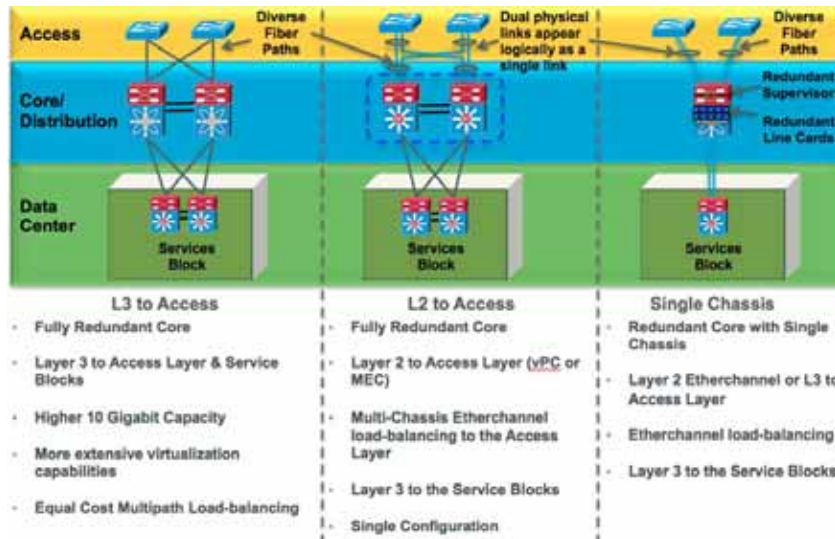 Access
Diverse
Fiber
Paths
Dual physical
links appear
logically as a
single link
Diverse
Fiber
Paths
Core/
Distribution
Redundant
Supervisor
Redundant
Line Cards
Data
Center
Services
Block
Services
Block
Services
Block
L3 to Access
Fully Redundant Core
Layer 3 to Access Layer & Service
Blocks
Higher 10 Gigabit Capacity
More extensive virtualization
capabilities
Equal Cost Multipath Load-balancing
L2 to Access
Fully Redundant Core
Layer 2 to Access Layer (vPC or
MEC)
Multi-Chassis Etherchannel
load-balancing to the Access
Layer
Layer 3 to the Service Blocks
Single Configuration
Single Chassis
Redundant Core with Single
Chassis
Layer 2 Etherchannel or L3 to
Access Layer
Etherchannel load-balancing
Layer 3 to the Service Blocks